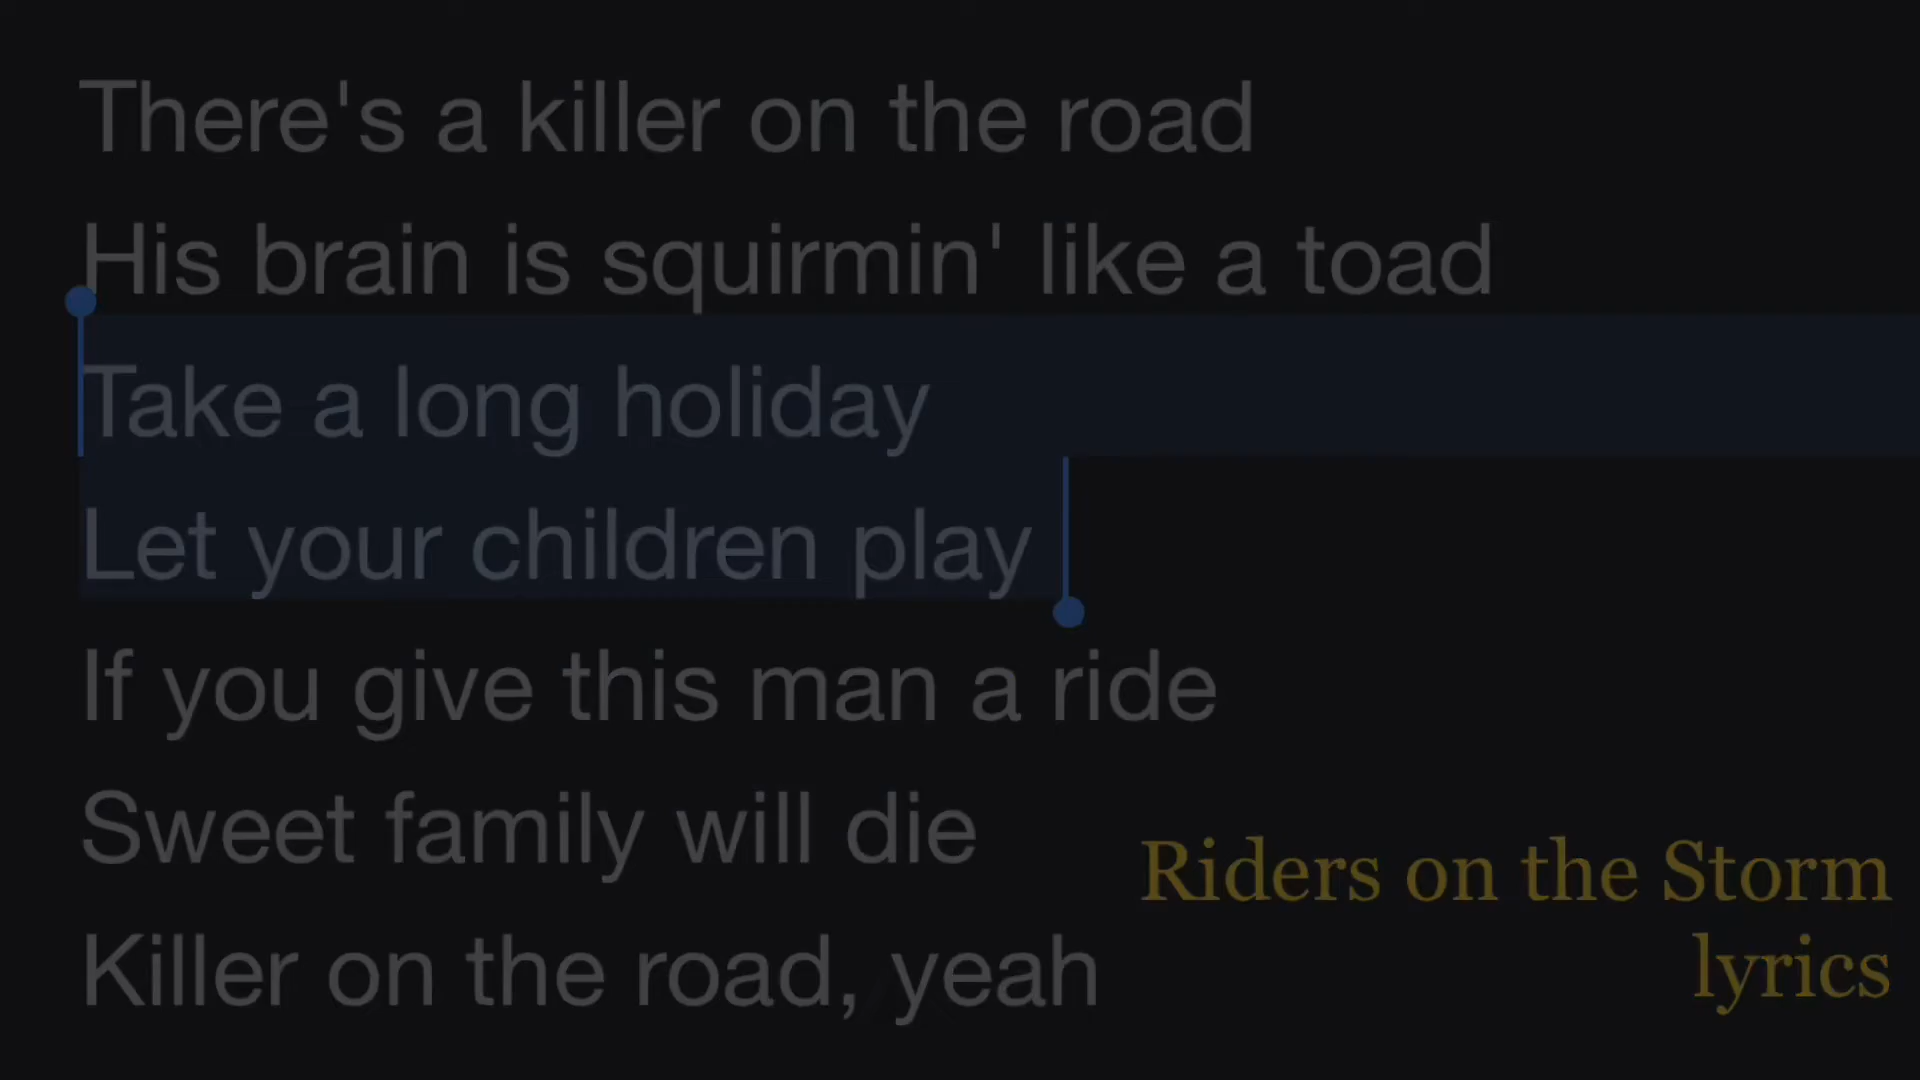 There's a killer on the road
His brain is squirmin' like a toad
Take a long holiday
Let your children play
If you give this man a ride
Sweet family will die
Killer on the road, yeah
Riders on the Storm
lyrics